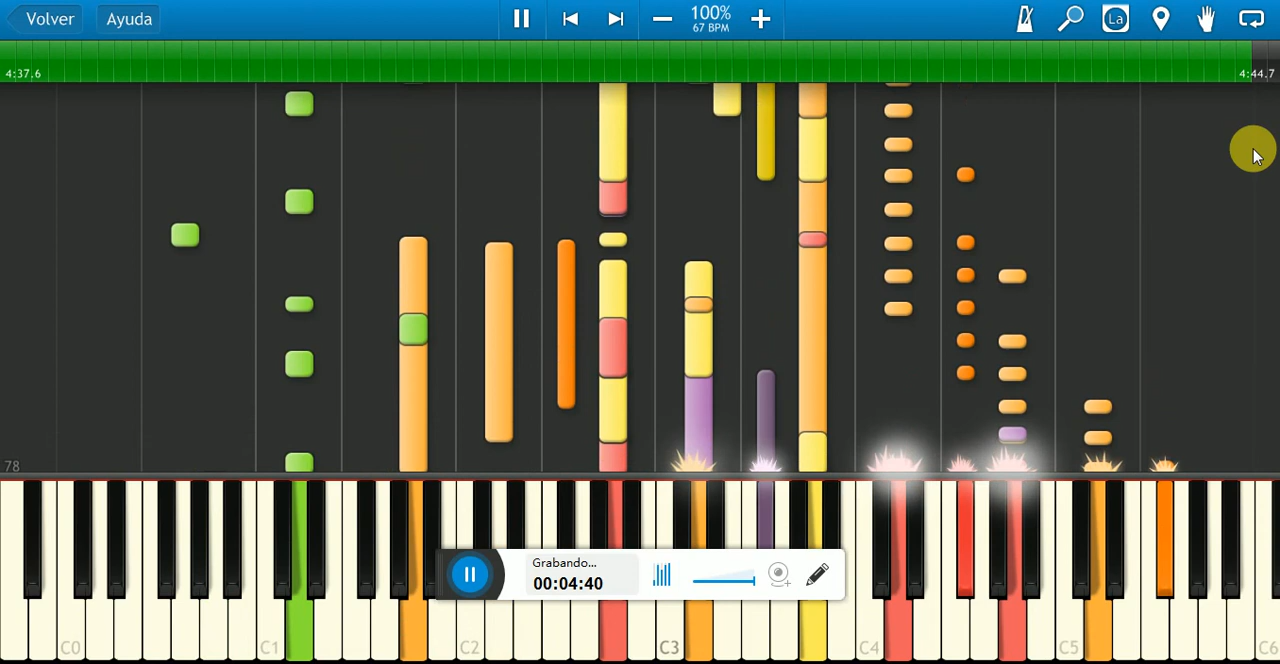 Volver
Ayuda
100%
67 BPM
La
4:37.6
4:44.7
78
Grabando...
00:04:40
C0
C1
C2
C3
C4
C5
C6